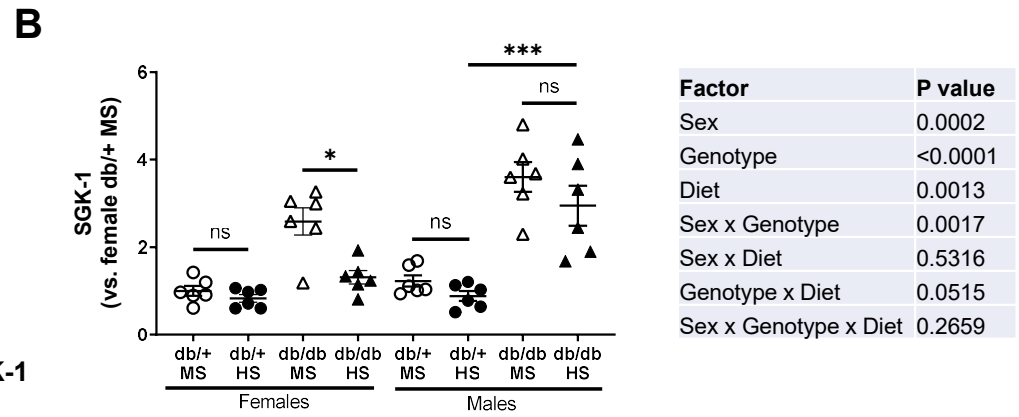 B
SGK-1
(vs. female db/+ MS)
6
4
2
0
ns
*
ns
ns
***
db/+ db/+ db/db db/db db/+ db/+ db/db db/db
MS HS MS HS MS HS MS HS
Females Males
K-1
Factor P value
Sex 0.0002
Genotype <0.0001
Diet 0.0013
Sex x Genotype 0.0017
Sex x Diet 0.5316
Genotype x Diet 0.0515
Sex x Genotype x Diet 0.2659